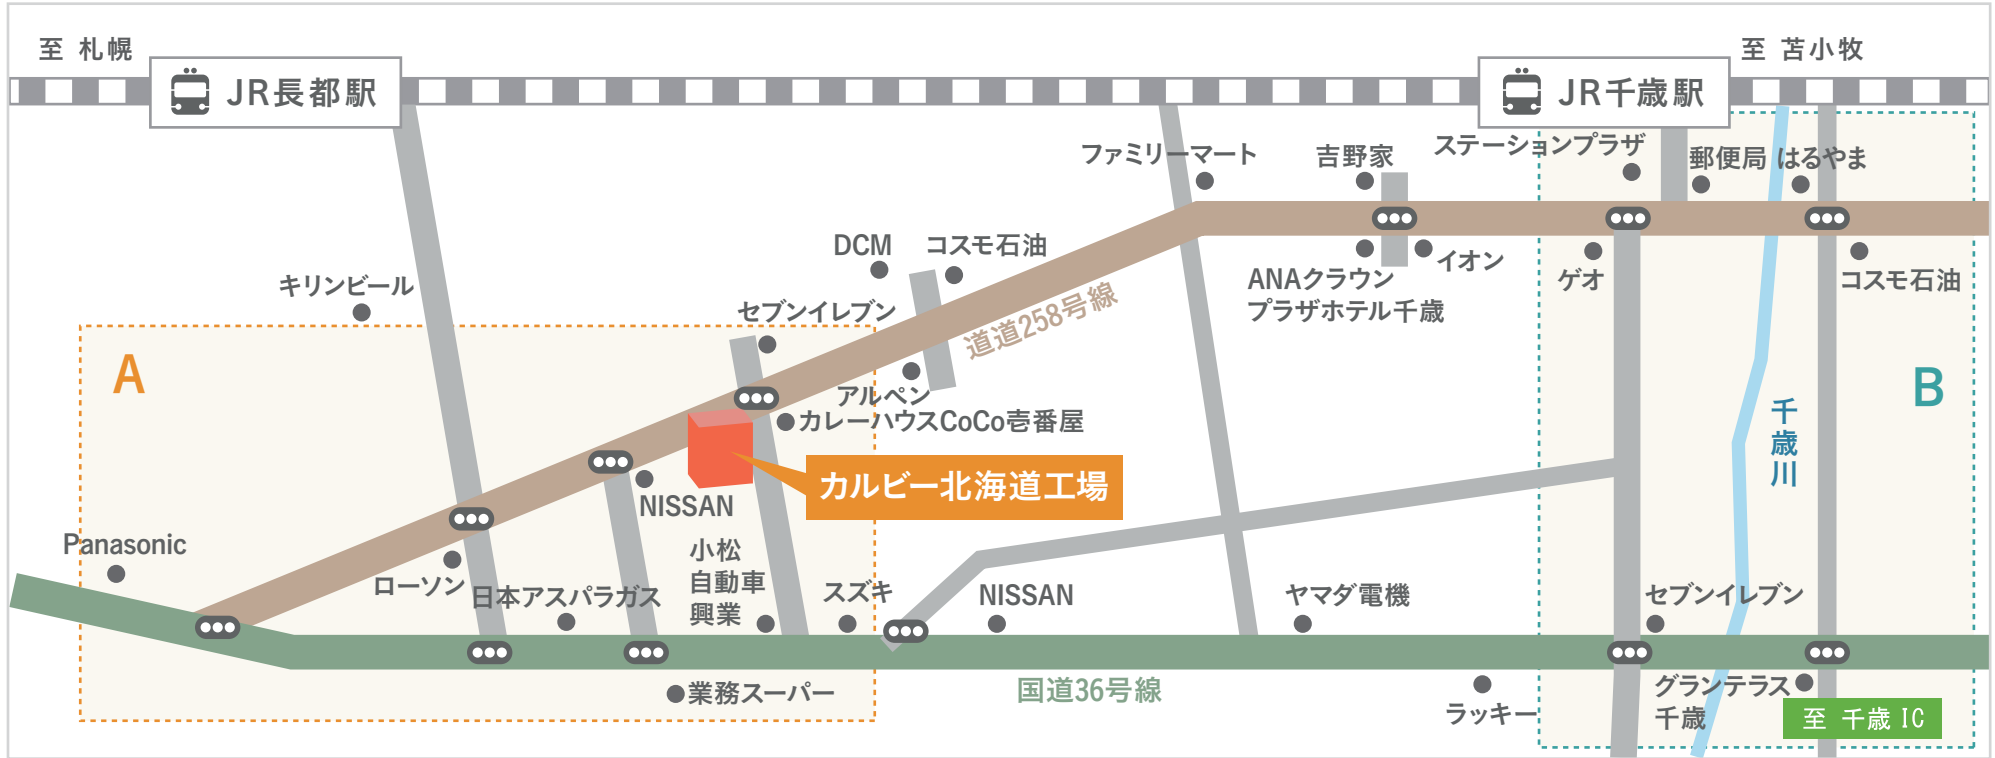 至 札幌
至 苫小牧
JR長都駅
JR千歳駅
ステーションプラザ
ファミリーマート
吉野家
郵便局
はるやま
DCM
コスモ石油
キリンビール
ANAクラウン
プラザホテル千歳
イオン
ゲオ
コスモ石油
セブンイレブン
道道258号線
A
B
アルペン
カレーハウスCoCo壱番屋
千歳川
カルビー北海道工場
NISSAN
Panasonic
ローソン
日本アスパラガス
小松
自動車
興業
スズキ
NISSAN
ヤマダ電機
セブンイレブン
業務スーパー
国道36号線
ラッキー
グランテラス
千歳
至 千歳 IC